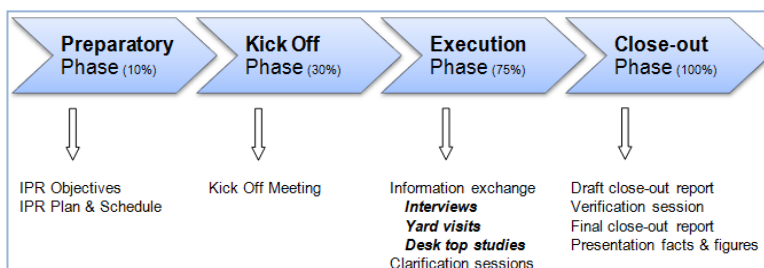 Preparatory
Phase (10%)
Kick Off
Phase (30%)
Execution
Phase (75%)
Close-out
Phase (100%)
IPR Objectives
IPR Plan & Schedule
Kick Off Meeting
Information exchange
Interviews
Yard visits
Desk top studies
Clarification sessions
Draft close-out report
Verification session
Final close-out report
Presentation facts & figures